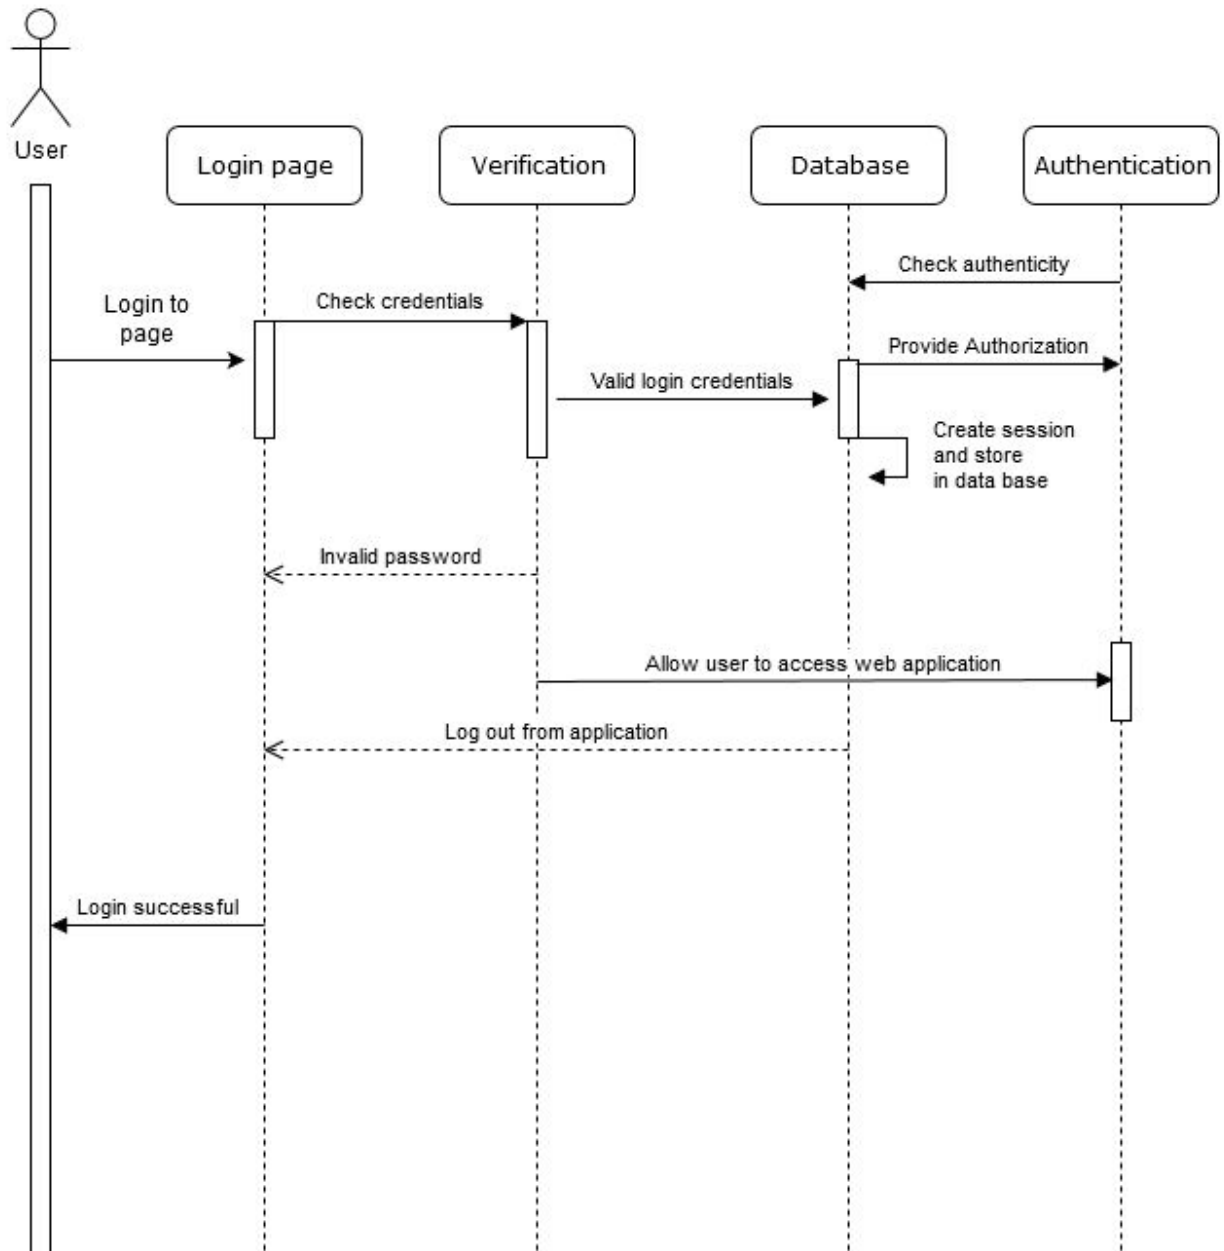 User
Login page
Verification
Database
Authentication
Check authenticity
Login to
page
Check credentials
Provide Authorization
Valid login credentials
Create session
and store
in data base
Invalid password
Allow user to access web application
Log out from application
Login successful